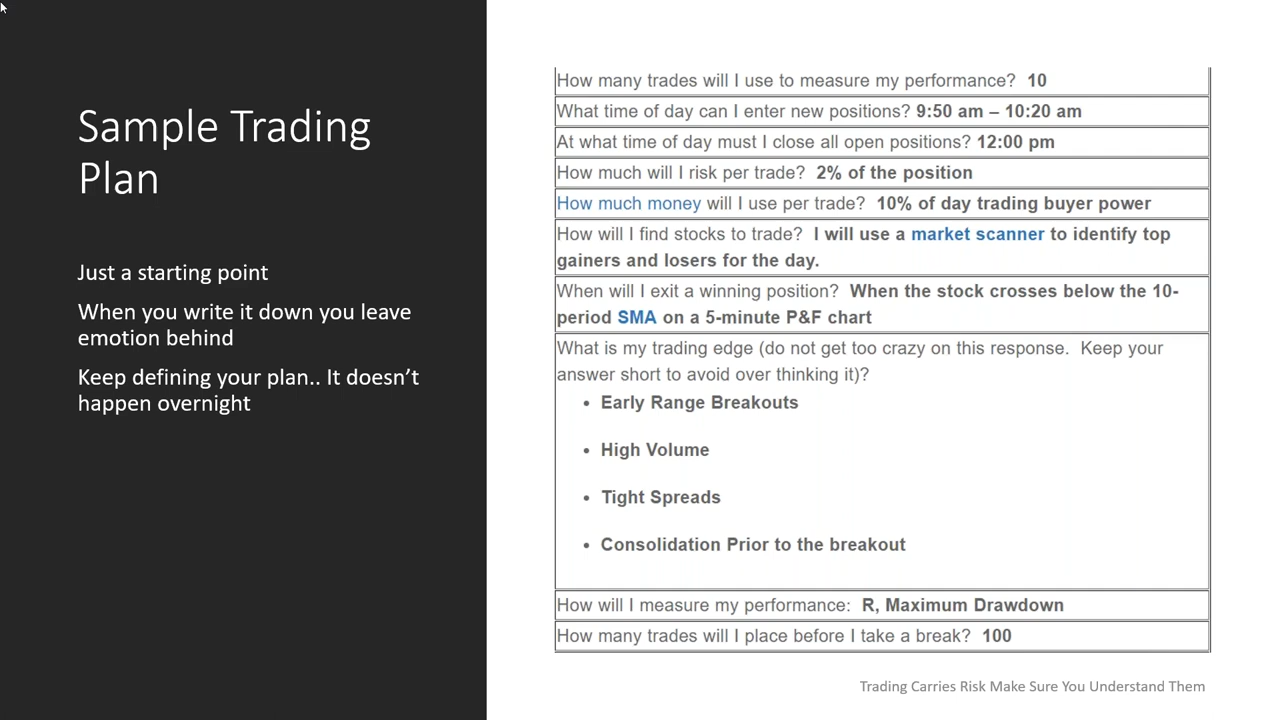 Sample Trading
Plan
Just a starting point
When you write it down you leave
emotion behind
Keep defining your plan.. It doesn’t
happen overnight
How many trades will I use to measure my performance?  10
What time of day can I enter new positions? 9:50 am – 10:20 am
At what time of day must I close all open positions? 12:00 pm
How much will I risk per trade?  2% of the position
How much money will I use per trade?  10% of day trading buyer power
How will I find stocks to trade?  I will use a market scanner to identify top
gainers and losers for the day.
When will I exit a winning position?  When the stock crosses below the 10-
period SMA on a 5-minute P&F chart
What is my trading edge (do not get too crazy on this response.  Keep your
answer short to avoid over thinking it)?
• Early Range Breakouts
• High Volume
• Tight Spreads
• Consolidation Prior to the breakout
How will I measure my performance:  R, Maximum Drawdown
How many trades will I place before I take a break?  100
Trading Carries Risk Make Sure You Understand Them